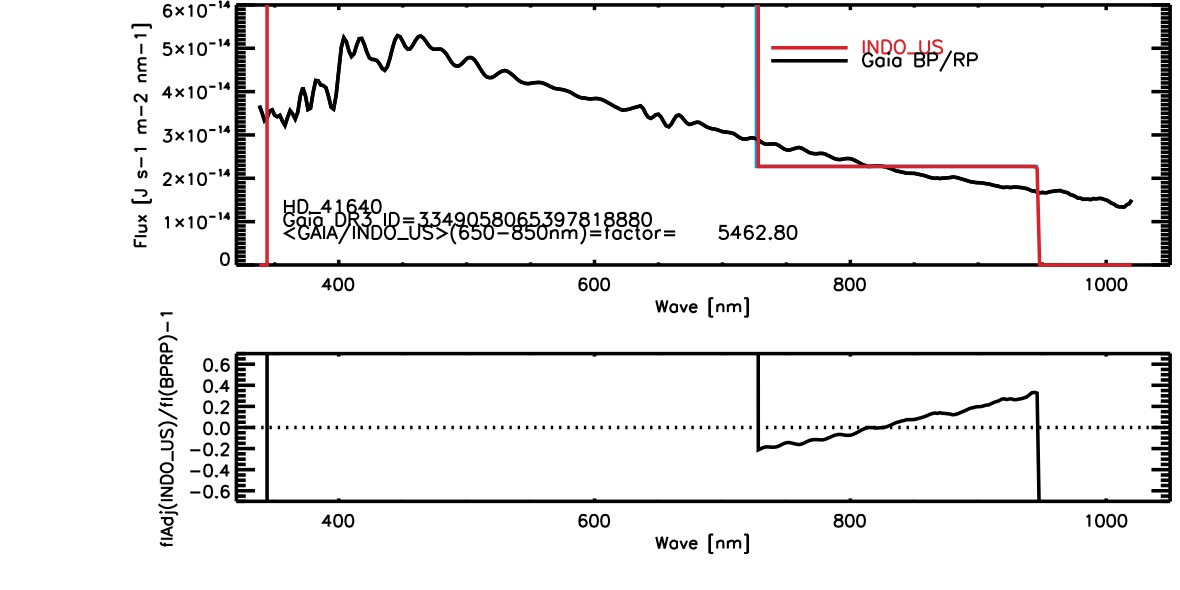 6×10⁻¹⁴
5×10⁻¹⁴
4×10⁻¹⁴
3×10⁻¹⁴
2×10⁻¹⁴
1×10⁻¹⁴
0
Flux [J s-1 m-2 nm-1]
INDO_US
Gaia BP/RP
HD_41640
Gaia DR3 ID=3349058065397818880
<GAIA/INDO_US>(650-850nm)=factor= 5462.80
400 600 800 1000
Wave [nm]
flAdj(INDO_US)/fl(BPRP)-1
0.6
0.4
0.2
0.0
-0.2
-0.4
-0.6
400 600 800 1000
Wave [nm]